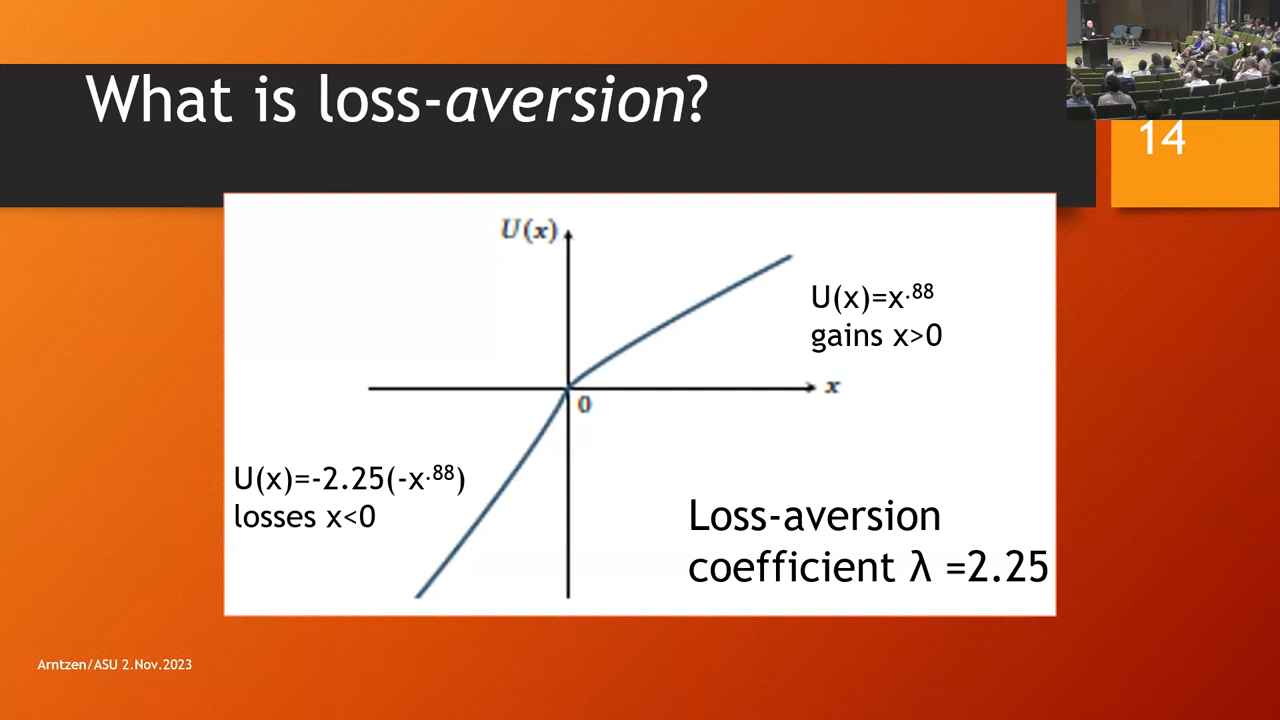 What is loss-aversion?
14
U(x)
U(x)=x·⁸⁸
gains x>0
x
0
U(x)=-2.25(-x·⁸⁸)
losses x<0
Loss-aversion
coefficient λ =2.25
Arntzen/ASU 2.Nov.2023